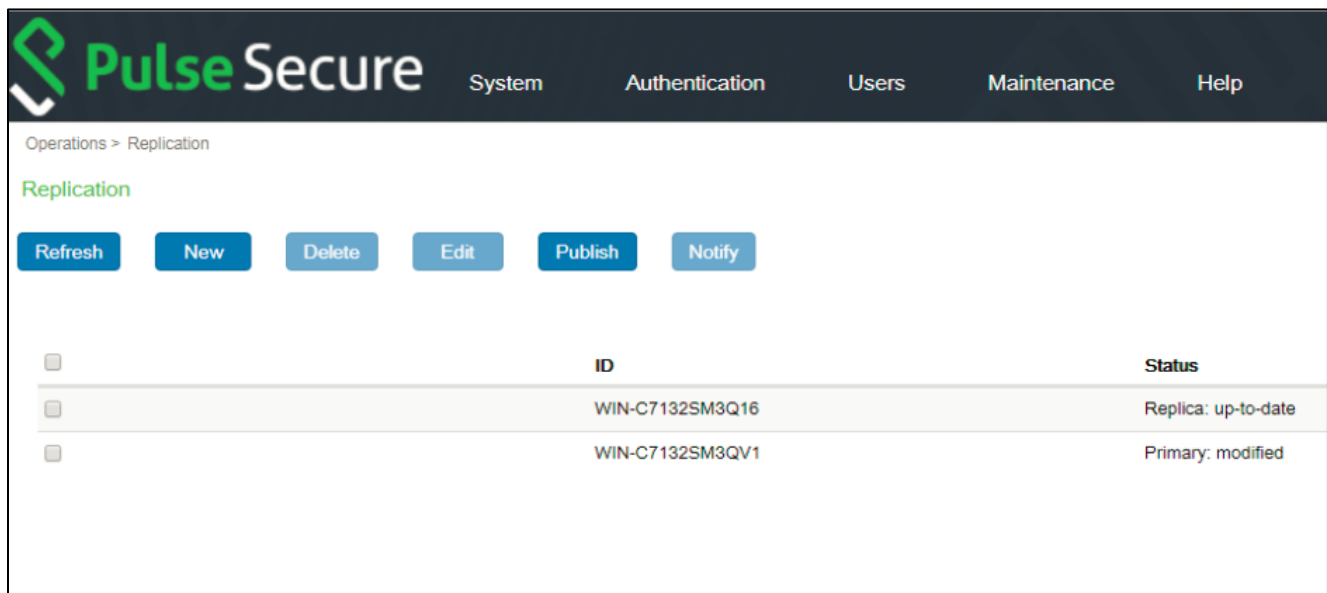 Pulse Secure System Authentication Users Maintenance Help
Operations > Replication
Replication
Refresh New Delete Edit Publish Notify
ID Status
WIN-C7132SM3Q16 Replica: up-to-date
WIN-C7132SM3QV1 Primary: modified